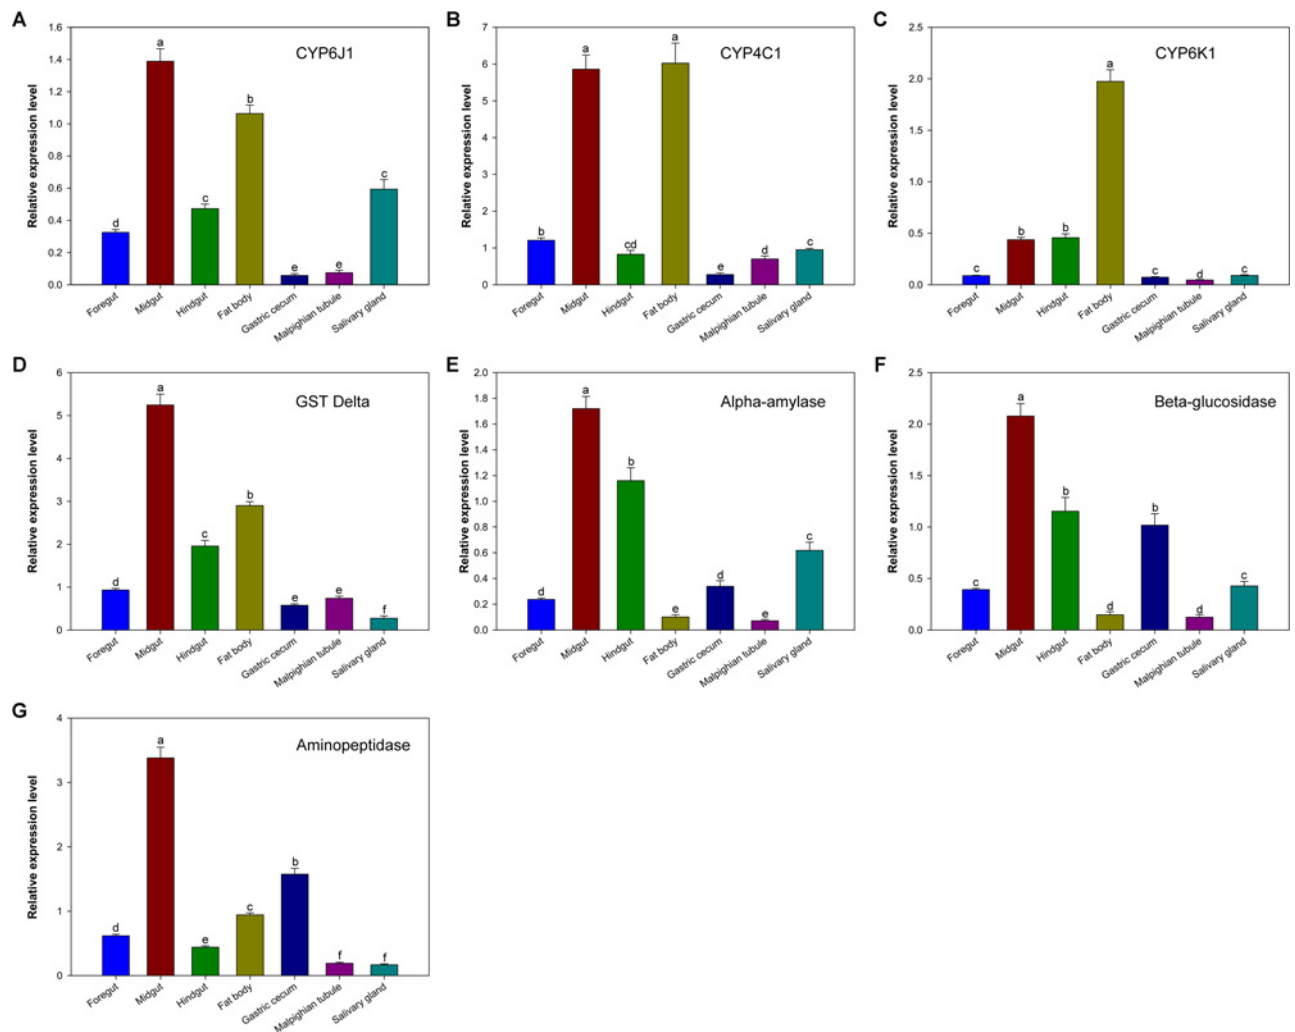 A
CYP6J1
Relative expression level
1.6
1.4
1.2
1.0
0.8
0.6
0.4
0.2
0.0
d
a
c
b
e
e
c
Foregut
Midgut
Hindgut
Fat body
Gastric cecum
Malpighian tubule
Salivary gland
B
CYP4C1
Relative expression level
7
6
5
4
3
2
1
0
b
a
cd
a
e
d
c
Foregut
Midgut
Hindgut
Fat body
Gastric cecum
Malpighian tubule
Salivary gland
C
CYP6K1
Relative expression level
2.5
2.0
1.5
1.0
0.5
0.0
c
b
b
a
c
d
c
Foregut
Midgut
Hindgut
Fat body
Gastric cecum
Malpighian tubule
Salivary gland
D
GST Delta
Relative expression level
6
5
4
3
2
1
0
d
a
c
b
e
e
f
Foregut
Midgut
Hindgut
Fat body
Gastric cecum
Malpighian tubule
Salivary gland
E
Alpha-amylase
Relative expression level
2.0
1.8
1.6
1.4
1.2
1.0
0.8
0.6
0.4
0.2
0.0
d
a
b
e
d
e
c
Foregut
Midgut
Hindgut
Fat body
Gastric cecum
Malpighian tubule
Salivary gland
F
Beta-glucosidase
Relative expression level
2.5
2.0
1.5
1.0
0.5
0.0
c
a
b
d
b
d
c
Foregut
Midgut
Hindgut
Fat body
Gastric cecum
Malpighian tubule
Salivary gland
G
Aminopeptidase
Relative expression level
4
3
2
1
0
d
a
e
c
b
f
f
Foregut
Midgut
Hindgut
Fat body
Gastric cecum
Malpighian tubule
Salivary gland